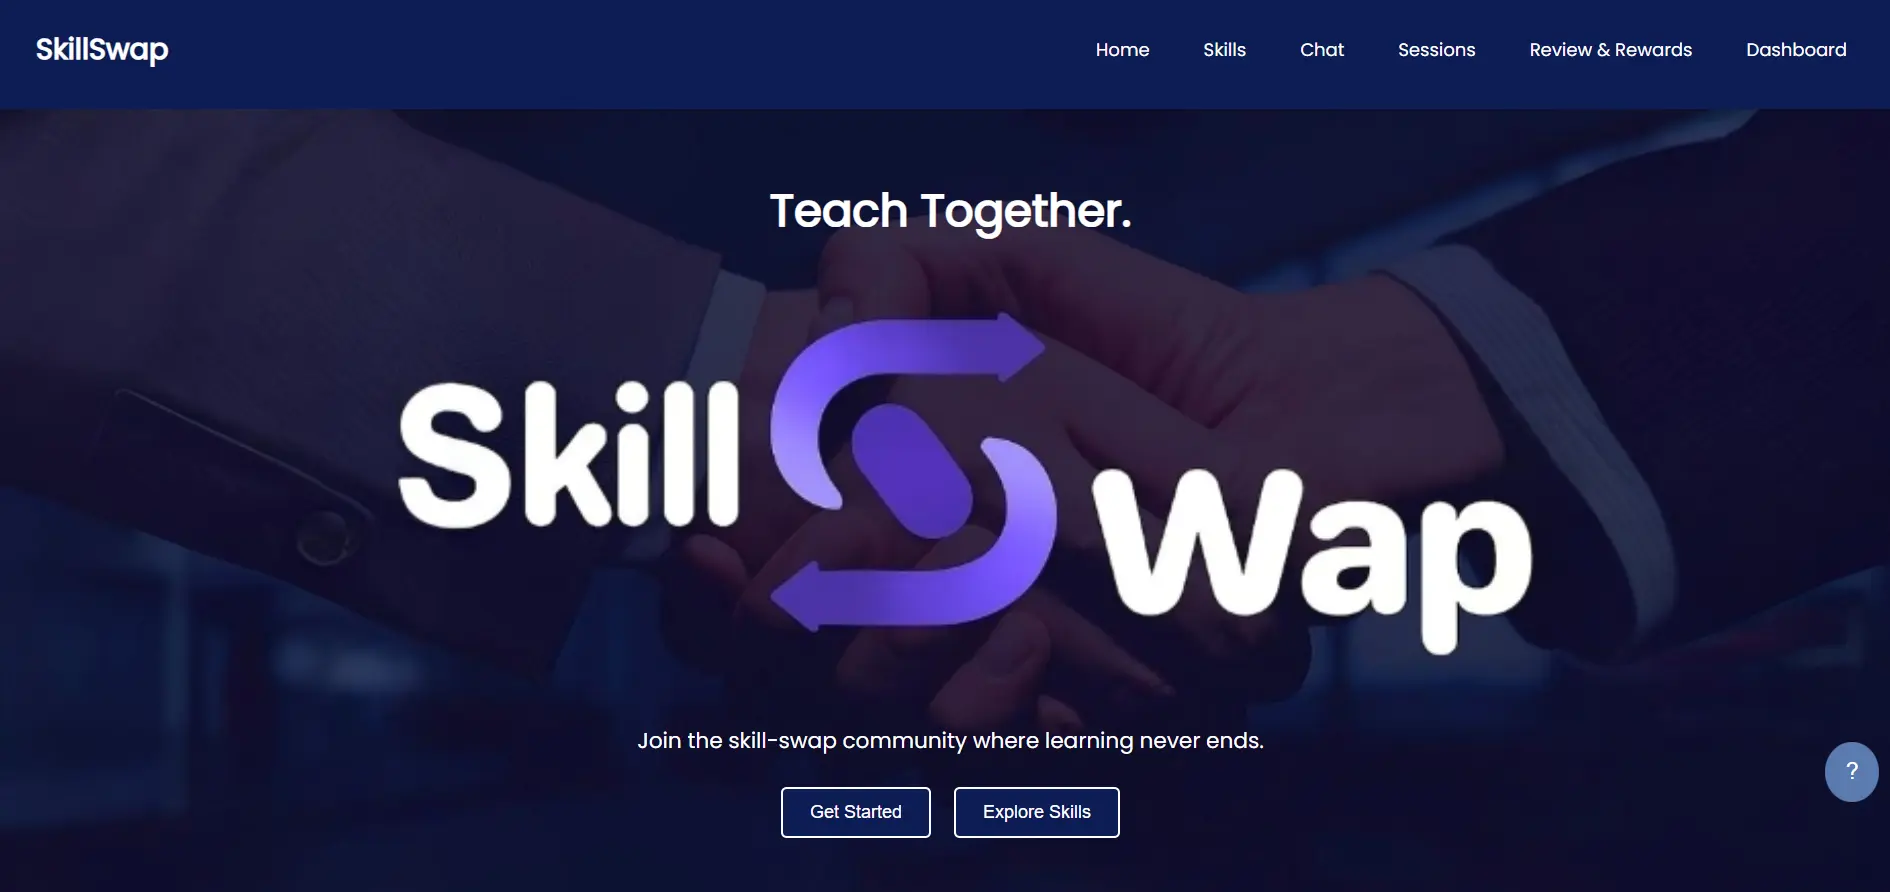 SkillSwap
Home Skills Chat Sessions Review & Rewards Dashboard
Teach Together.
Skill Wap
Join the skill-swap community where learning never ends.
?
Get Started Explore Skills